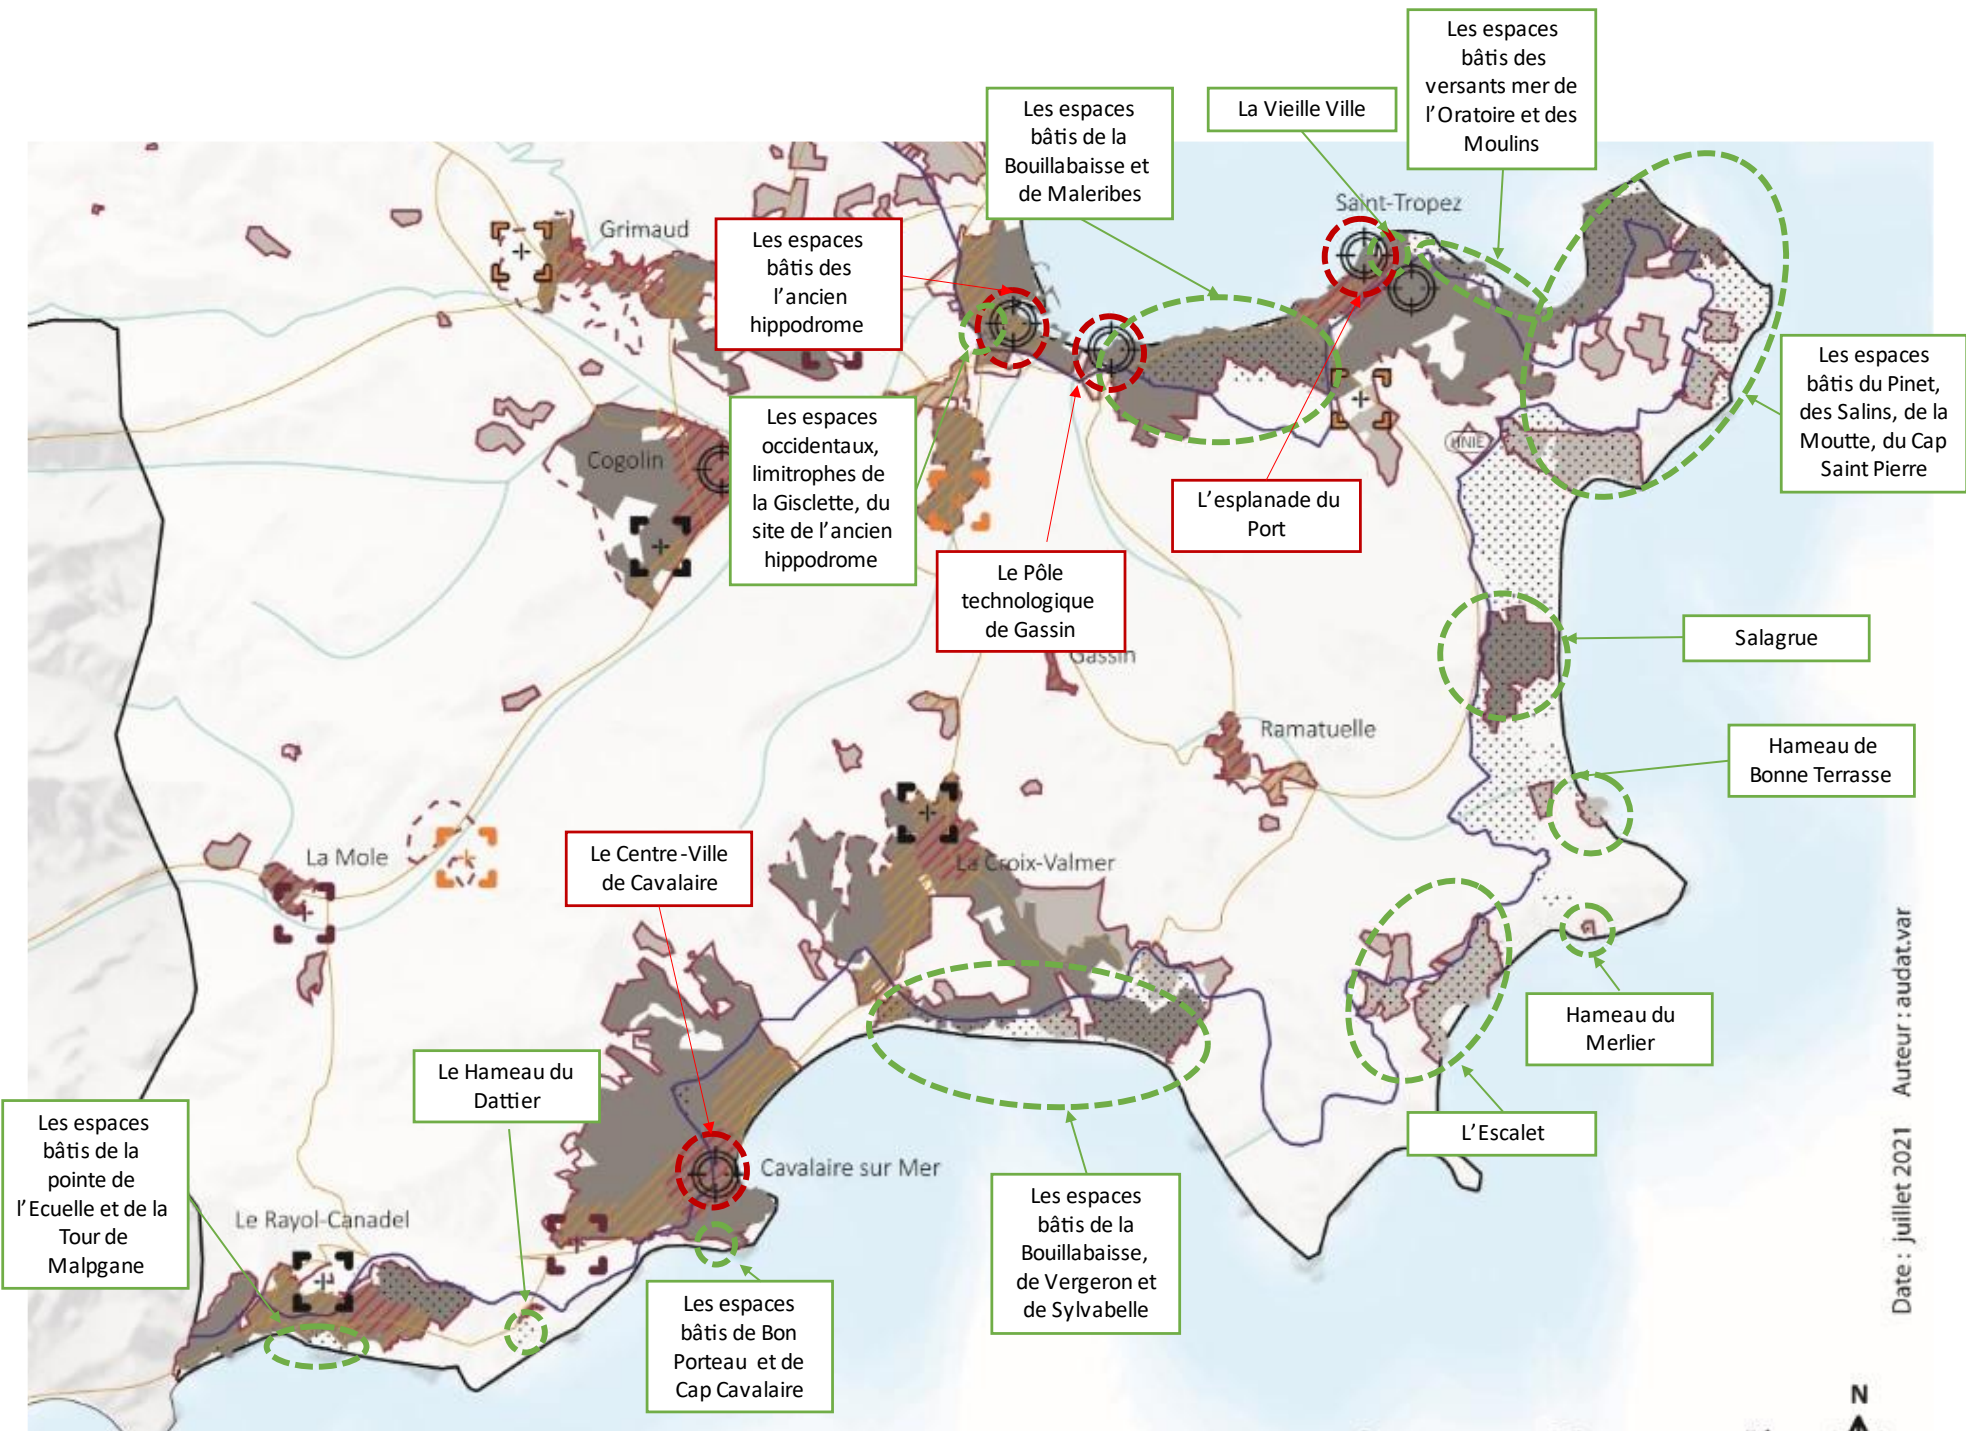 Les espaces
bâtis des
versants mer de
l’Oratoire et des
Moulins
Les espaces
bâtis de la
Bouillabaisse et
de Maleribes
La Vieille Ville
Saint-Tropez
Grimaud
Les espaces
bâtis des
l’ancien
hippodrome
Les espaces
bâtis du Pinet,
des Salins, de la
Moutte, du Cap
Saint Pierre
Les espaces
occidentaux,
limitrophes de
la Gisclette, du
site de l’ancien
hippodrome
Cogolin
HNIE
L’esplanade du
Port
Le Pôle
technologique
de Gassin
Gassin
Salagrue
Ramatuelle
Hameau de
Bonne Terrasse
La Mole
Le Centre-Ville
de Cavalaire
La Croix-Valmer
Hameau du
Merlier
Le Hameau du
Dattier
L’Escalet
Les espaces
bâtis de la
pointe de
l’Ecuelle et de la
Tour de
Malpgane
Cavalaire sur Mer
Les espaces
bâtis de la
Bouillabaisse,
de Vergeron et
de Sylvabelle
Le Rayol-Canadel
Les espaces
bâtis de Bon
Porteau et de
Cap Cavalaire
Date : juillet 2021 Auteur : audat.var
N